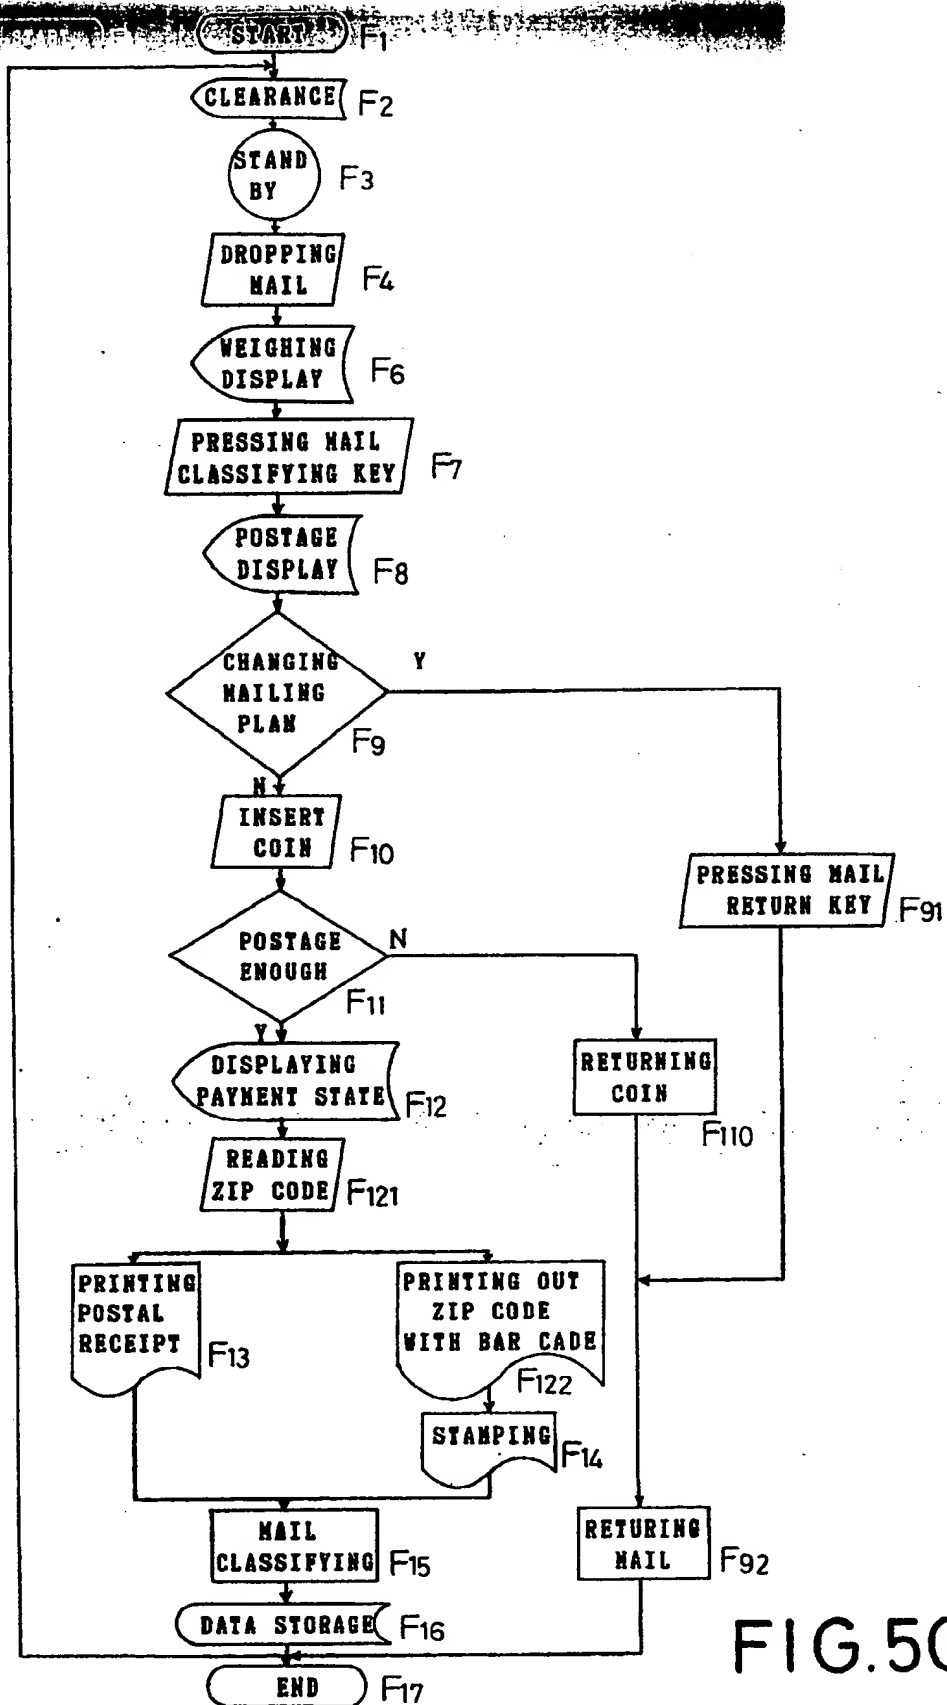 START F1
CLEARANCE F2
STAND
BY
F3
DROPPING
MAIL
F4
WEIGHING
DISPLAY
F6
PRESSING MAIL
CLASSIFYING KEY
F7
POSTAGE
DISPLAY
F8
CHANGING
MAILING
PLAN
F9
Y
N
INSERT
COIN
F10
PRESSING MAIL
RETURN KEY
F91
POSTAGE
ENOUGH
F11
N
Y
DISPLAYING
PAYMENT STATE
F12
RETURNING
COIN
F110
READING
ZIP CODE
F121
PRINTING
POSTAL
RECEIPT
F13
PRINTING OUT
ZIP CODE
WITH BAR CADE
F122
STAMPING
F14
MAIL
CLASSIFYING
F15
RETURING
MAIL
F92
DATA STORAGE F16
END F17